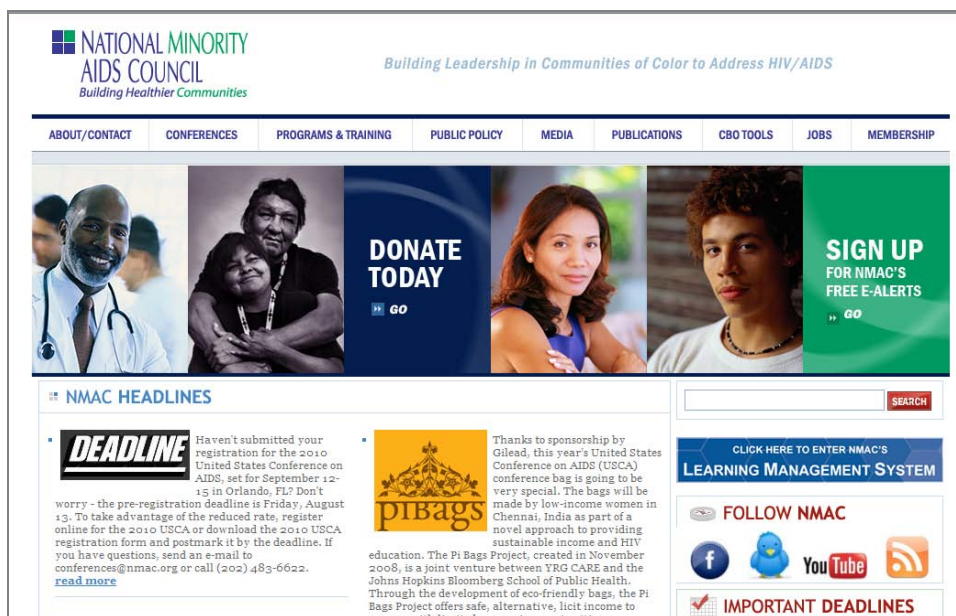 NATIONAL MINORITY
AIDS COUNCIL
Building Healthier Communities
Building Leadership in Communities of Color to Address HIV/AIDS
ABOUT/CONTACT CONFERENCES PROGRAMS & TRAINING PUBLIC POLICY MEDIA PUBLICATIONS CBO TOOLS JOBS MEMBERSHIP
DONATE
TODAY
GO
SIGN UP
FOR NMAC'S
FREE E-ALERTS
GO
NMAC HEADLINES
DEADLINE
Haven't submitted your
registration for the 2010
United States Conference on
AIDS, set for September 12-
15 in Orlando, FL? Don't
worry - the pre-registration deadline is Friday, August
13. To take advantage of the reduced rate, register
online for the 2010 USCA or download the 2010 USCA
registration form and postmark it by the deadline. If
you have questions, send an e-mail to
conferences@nmac.org or call (202) 483-6622.
read more
piBags
Thanks to sponsorship by
Gilead, this year's United States
Conference on AIDS (USCA)
conference bag is going to be
very special. The bags will be
made by low-income women in
Chennai, India as part of a
novel approach to providing
sustainable income and HIV
education. The Pi Bags Project, created in November
2008, is a joint venture between YRG CARE and the
Johns Hopkins Bloomberg School of Public Health.
Through the development of eco-friendly bags, the Pi
Bags Project offers safe, alternative, licit income to
SEARCH
CLICK HERE TO ENTER NMAC'S
LEARNING MANAGEMENT SYSTEM
FOLLOW NMAC
f
You Tube
IMPORTANT DEADLINES